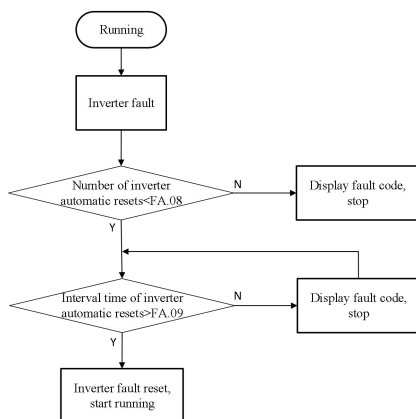 Running
Inverter fault
Number of inverter
automatic resets<FA.08
N
Display fault code,
stop
Y
Interval time of inverter
automatic resets>FA.09
N
Display fault code,
stop
Y
Inverter fault reset,
start running